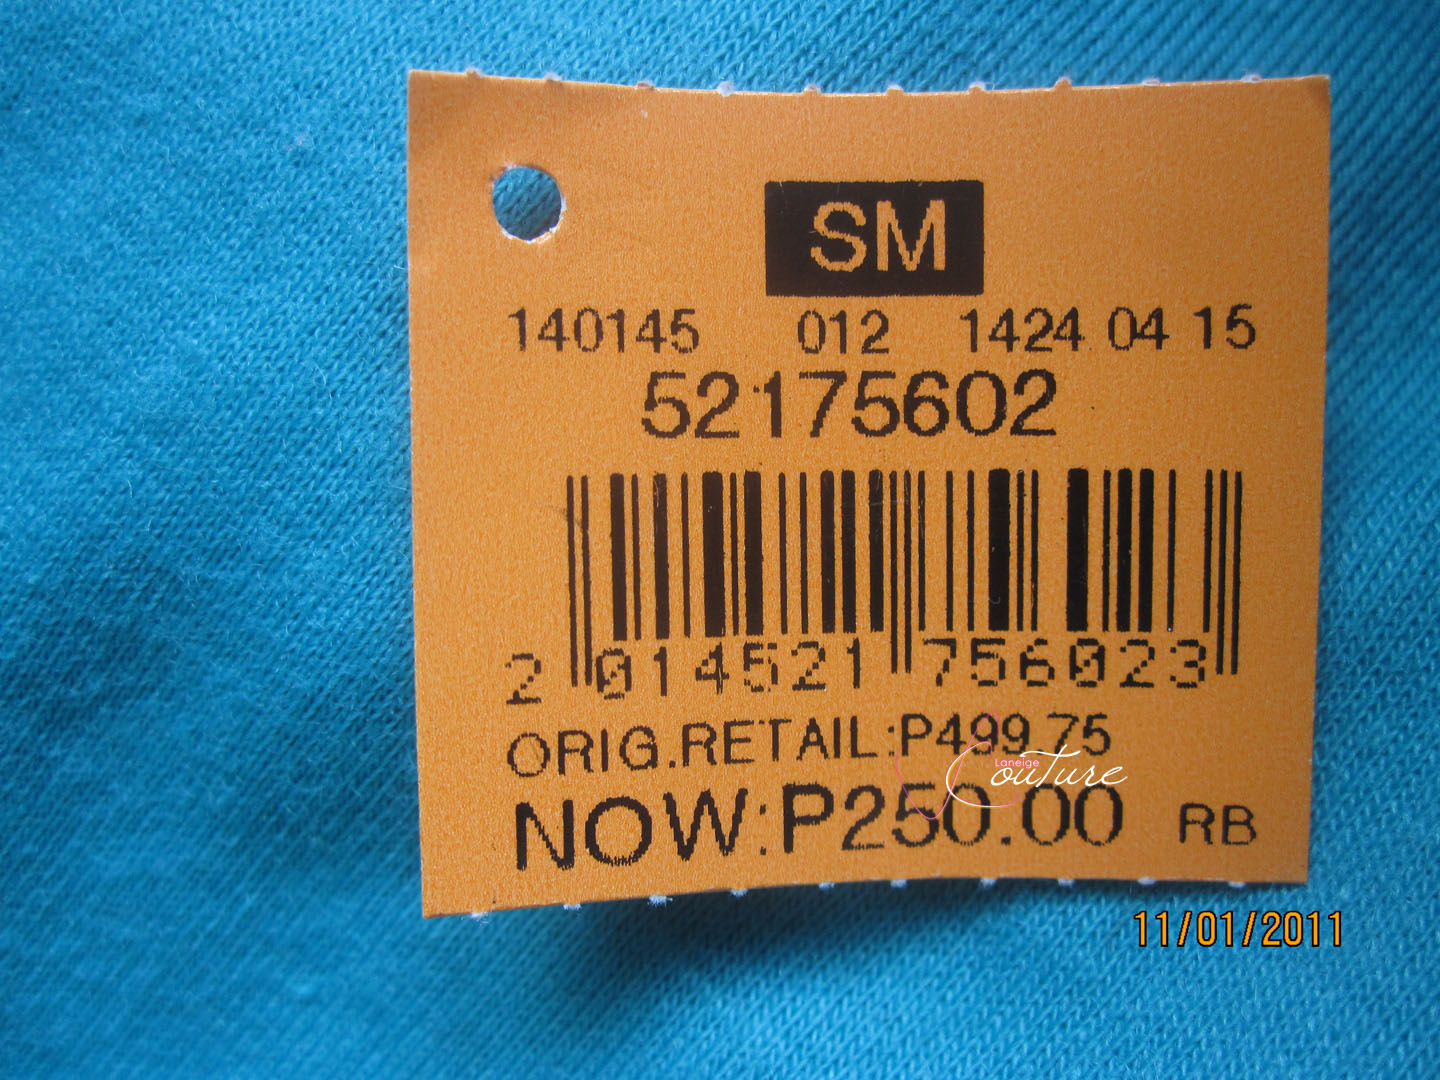 SM
140145 012 1424 04 15
52175602
2 014521 756023
ORIG.RETAIL:P499.75
Laneige
Couture
NOW:P250.00 RB
11/01/2011